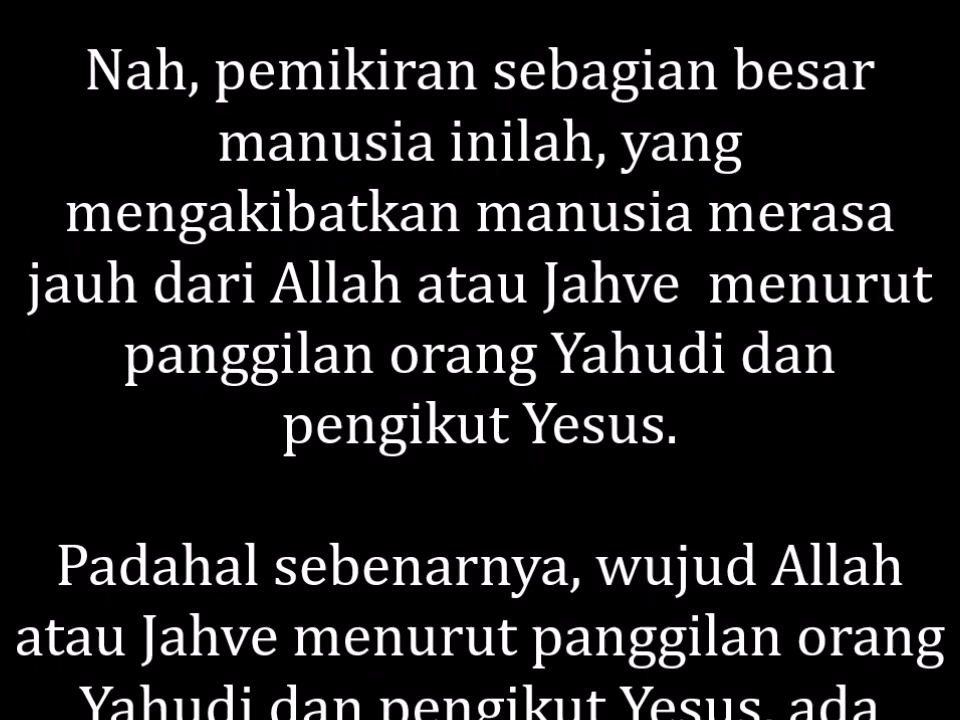 Nah, pemikiran sebagian besar
manusia inilah, yang
mengakibatkan manusia merasa
jauh dari Allah atau Jahve  menurut
panggilan orang Yahudi dan
pengikut Yesus.
Padahal sebenarnya, wujud Allah
atau Jahve menurut panggilan orang
Yahudi dan pengikut Yesus, ada